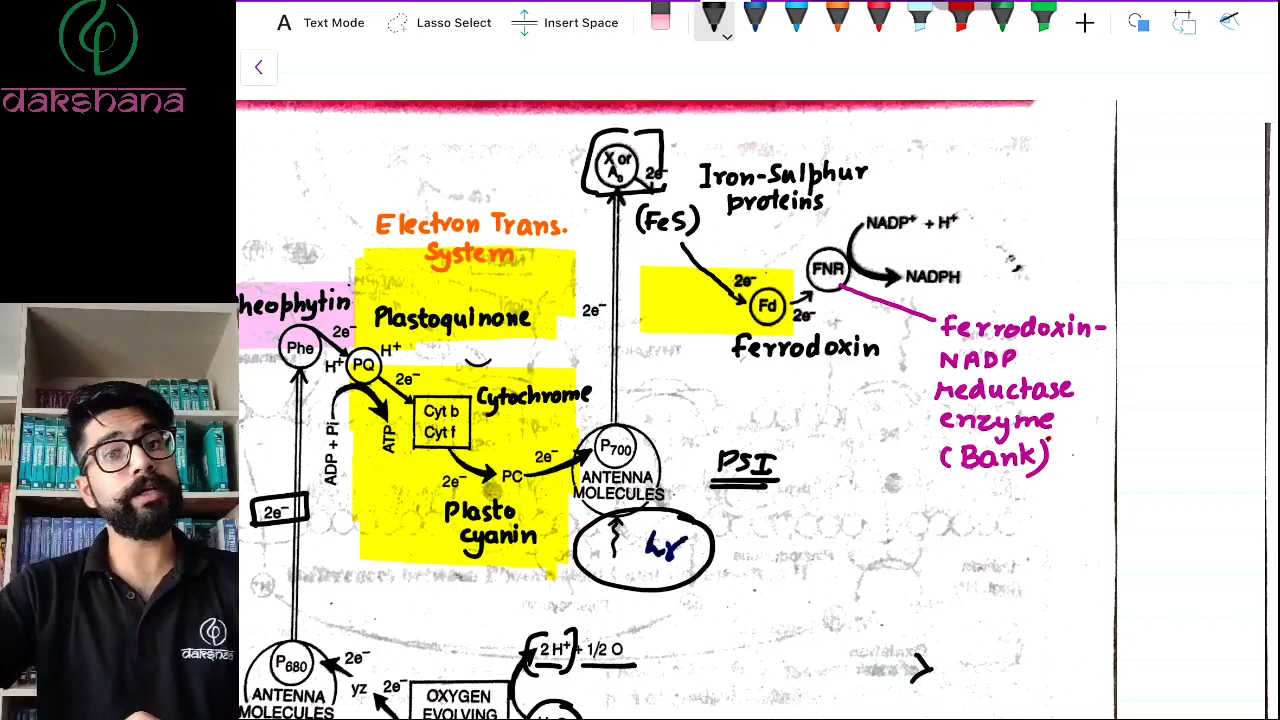 A Text Mode
Lasso Select
Insert Space
dakshana
X or
A₀
2e⁻
Iron-Sulphur
proteins
(FeS)
NADP⁺ + H⁺
NADPH
FNR
Electron Trans.
System
2e⁻
Fd
2e⁻
2e⁻
ferrodoxin
ferrodoxin-
NADP
reductase
enzyme
(Bank)
heophytin
Plastoquinone
Phe
2e⁻
H⁺
PQ
H⁺
2e⁻
Cytochrome
Cyt b
Cyt f
ADP + Pi
ATP
P₇₀₀
ANTENNA
MOLECULES
PSI
2e⁻
PC
2e⁻
Plasto
cyanin
2e⁻
hν
dakshana
2H⁺ + 1/2 O
P₆₈₀
2e⁻
yz
2e⁻
ANTENNA
MOLECULES
OXYGEN
EVOLVING